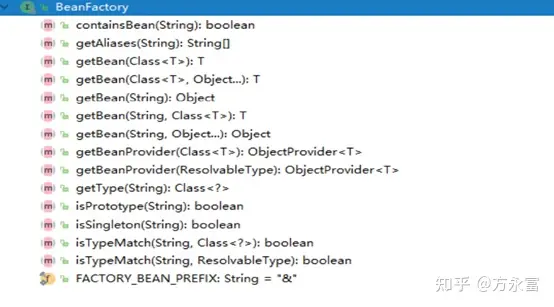 BeanFactory
containsBean(String): boolean
getAliases(String): String[]
getBean(Class<T>): T
getBean(Class<T>, Object...): T
getBean(String): Object
getBean(String, Class<T>): T
getBean(String, Object...): Object
getBeanProvider(Class<T>): ObjectProvider<T>
getBeanProvider(ResolvableType): ObjectProvider<T>
getType(String): Class<?>
isPrototype(String): boolean
isSingleton(String): boolean
isTypeMatch(String, Class<?>): boolean
isTypeMatch(String, ResolvableType): boolean
FACTORY_BEAN_PREFIX: String = "&"
知乎 @方永富